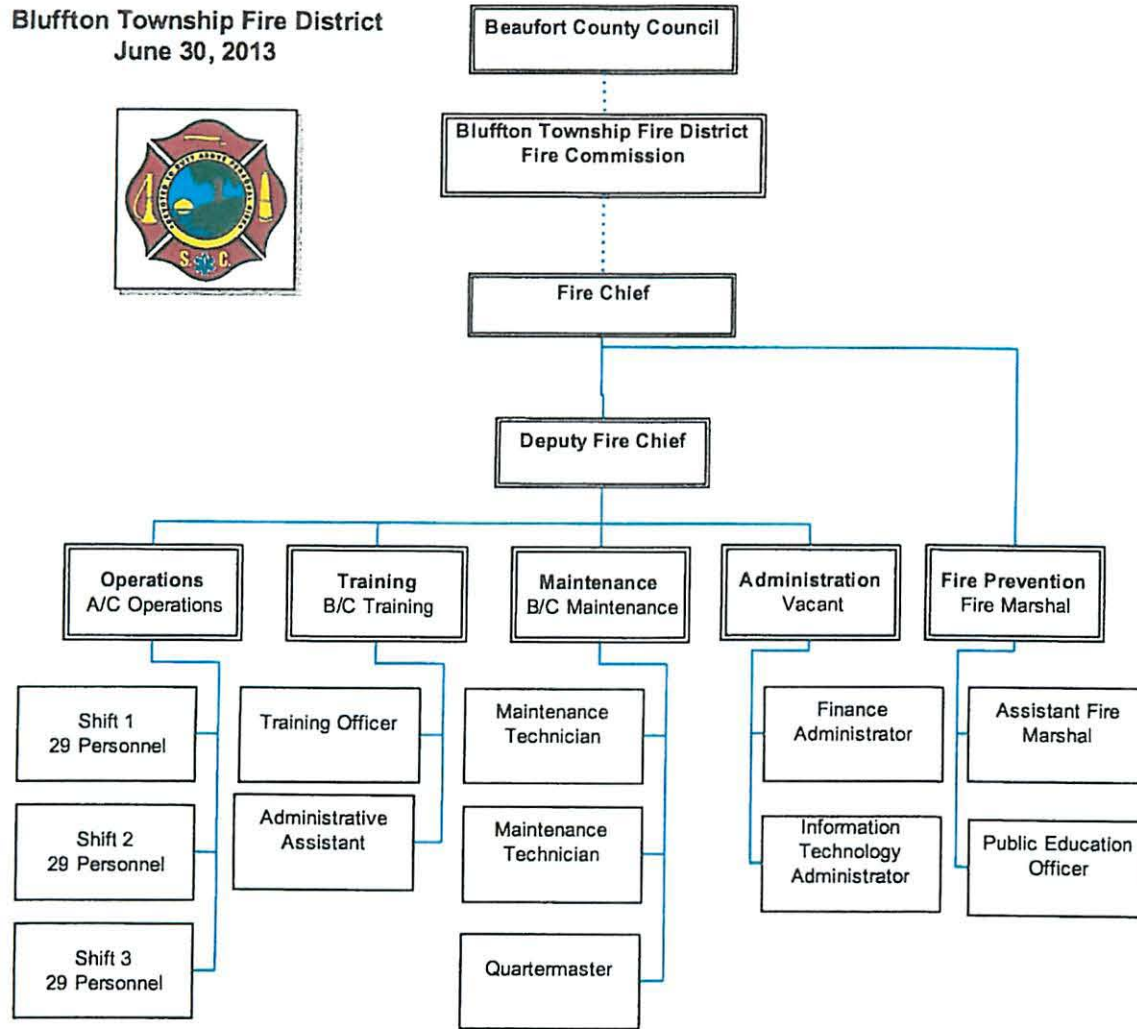 Bluffton Township Fire District
June 30, 2013
S. C.
Beaufort County Council
Bluffton Township Fire District
Fire Commission
Fire Chief
Deputy Fire Chief
Operations
A/C Operations
Training
B/C Training
Maintenance
B/C Maintenance
Administration
Vacant
Fire Prevention
Fire Marshal
Shift 1
29 Personnel
Shift 2
29 Personnel
Shift 3
29 Personnel
Training Officer
Administrative
Assistant
Maintenance
Technician
Maintenance
Technician
Quartermaster
Finance
Administrator
Information
Technology
Administrator
Assistant Fire
Marshal
Public Education
Officer